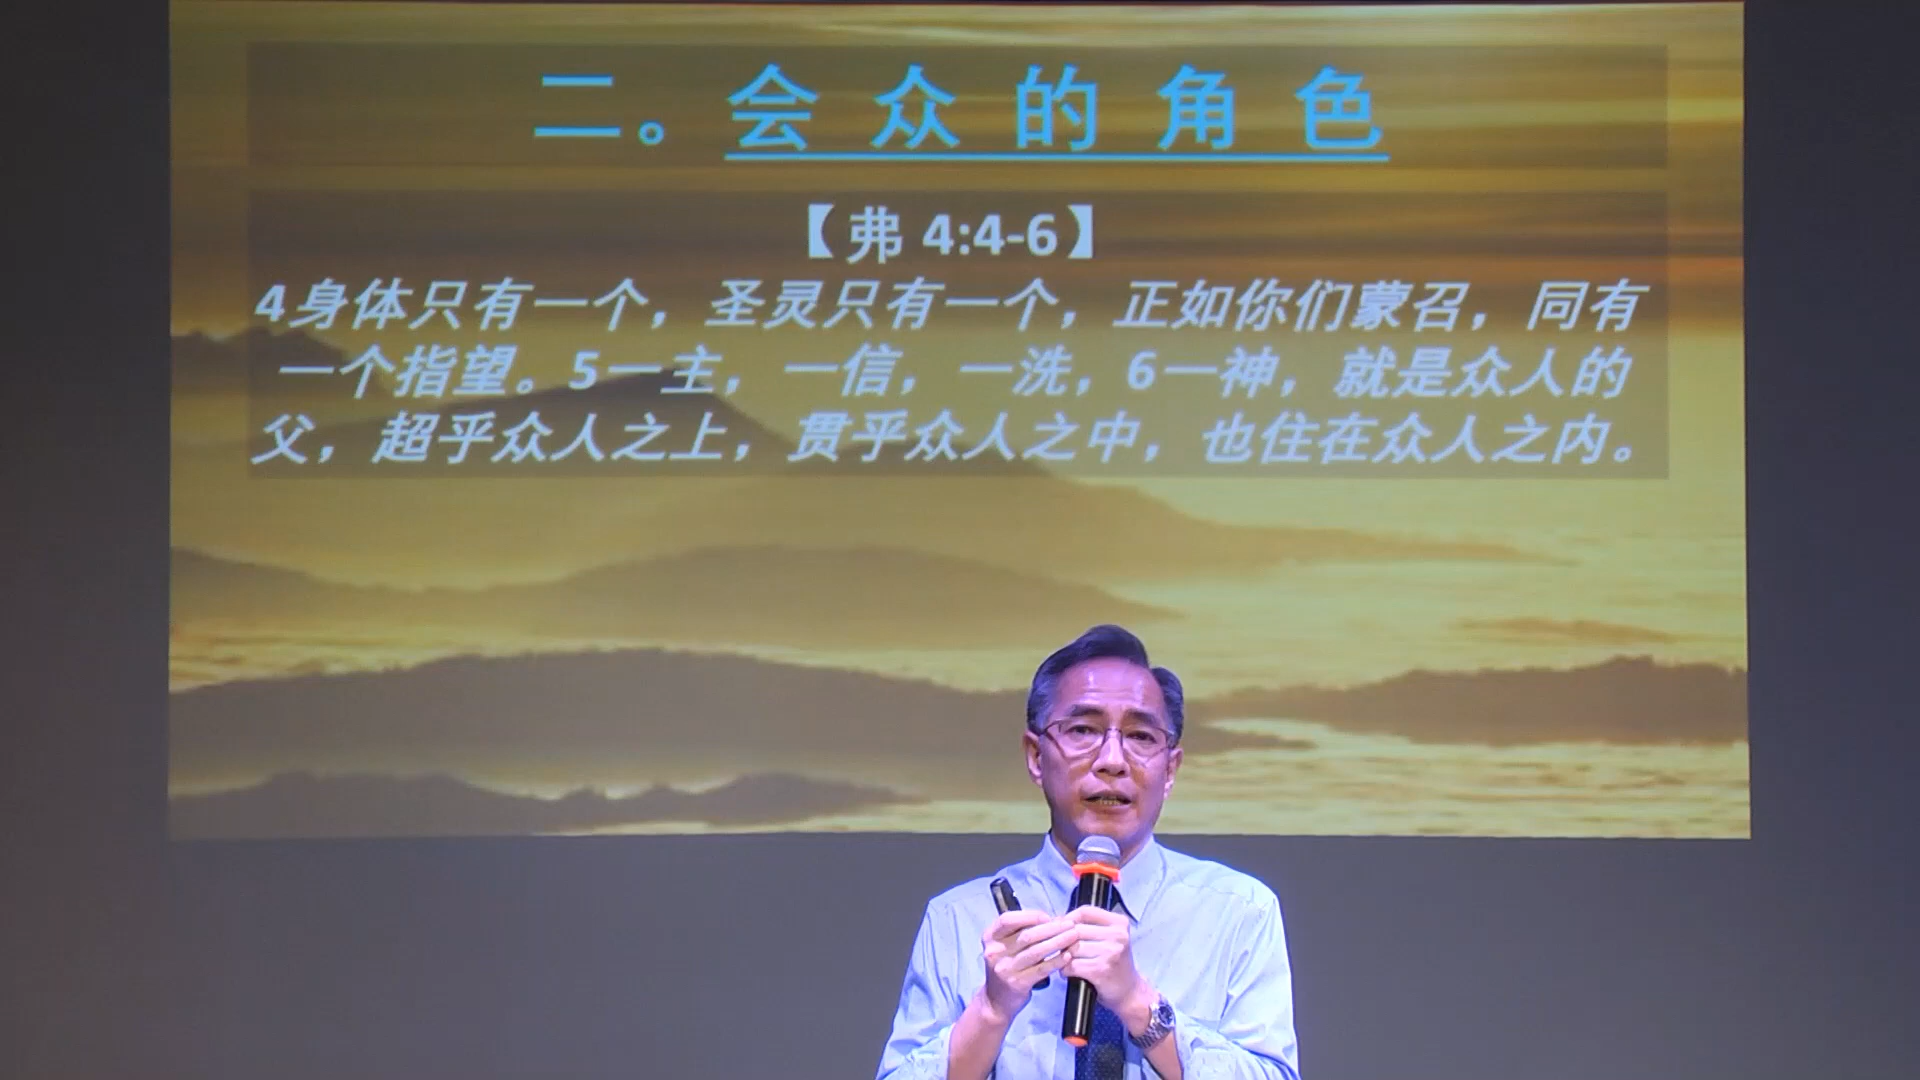 二。会众的角色
【弗 4:4-6】
4身体只有一个，圣灵只有一个，正如你们蒙召，同有
一个指望。5一主，一信，一洗，6一神，就是众人的
父，超乎众人之上，贯乎众人之中，也住在众人之内。